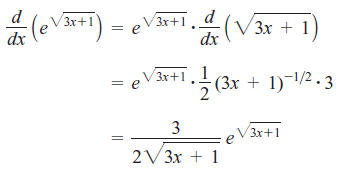 d/dx (e^√(3x+1)) = e^√(3x+1) · d/dx (√(3x + 1))
= e^√(3x+1) · 1/2 (3x + 1)^(−1/2) · 3
= 3/(2√(3x + 1)) e^√(3x+1)